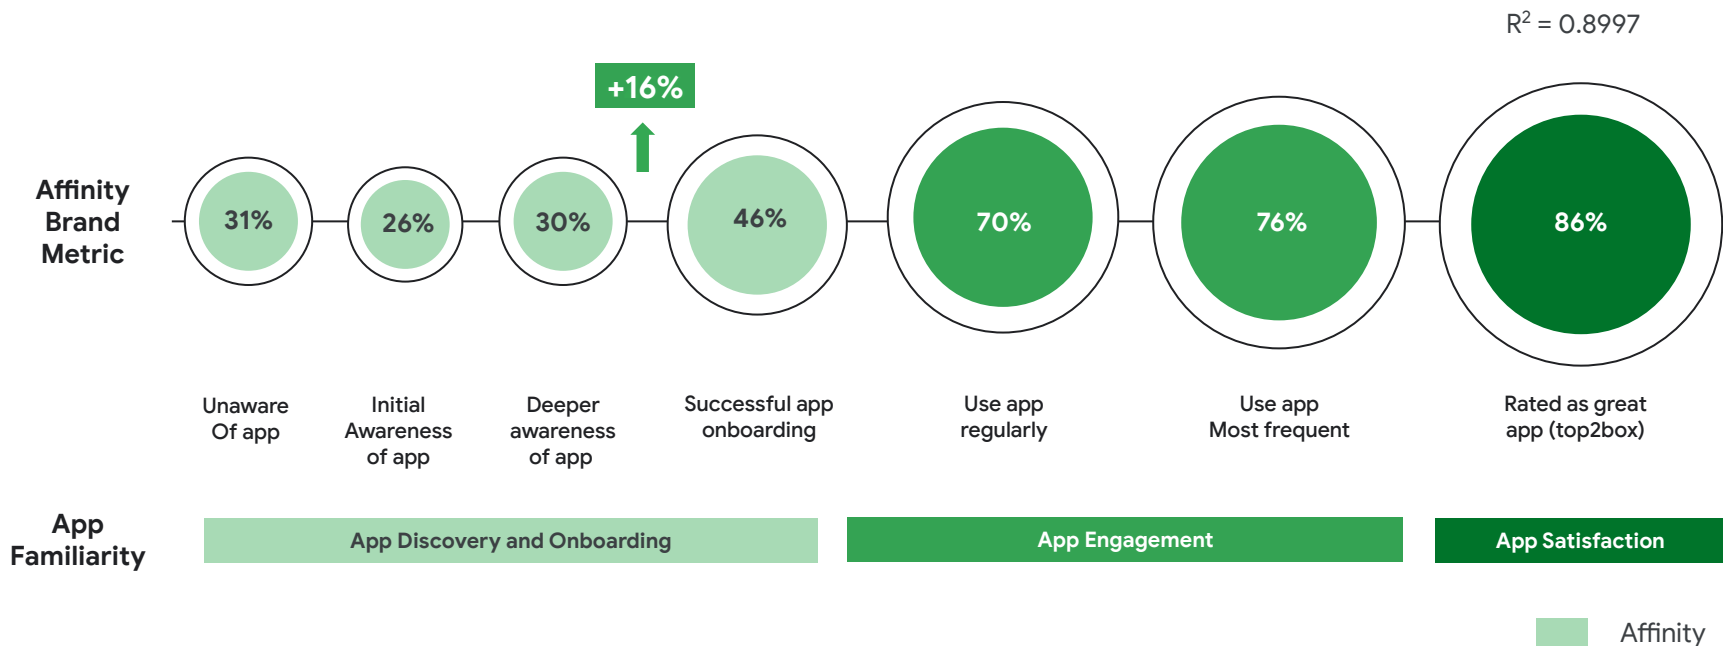 R² = 0.8997
+16%
Affinity
Brand
Metric
31%
26%
30%
46%
70%
76%
86%
Unaware
Of app
Initial
Awareness
of app
Deeper
awareness
of app
Successful app
onboarding
Use app
regularly
Use app
Most frequent
Rated as great
app (top2box)
App
Familiarity
App Discovery and Onboarding
App Engagement
App Satisfaction
Affinity